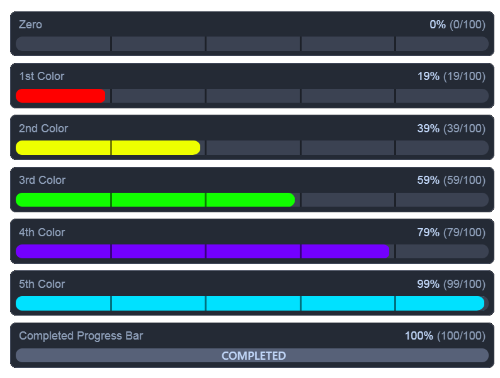 Zero 0% (0/100)
1st Color 19% (19/100)
2nd Color 39% (39/100)
3rd Color 59% (59/100)
4th Color 79% (79/100)
5th Color 99% (99/100)
Completed Progress Bar 100% (100/100)
COMPLETED